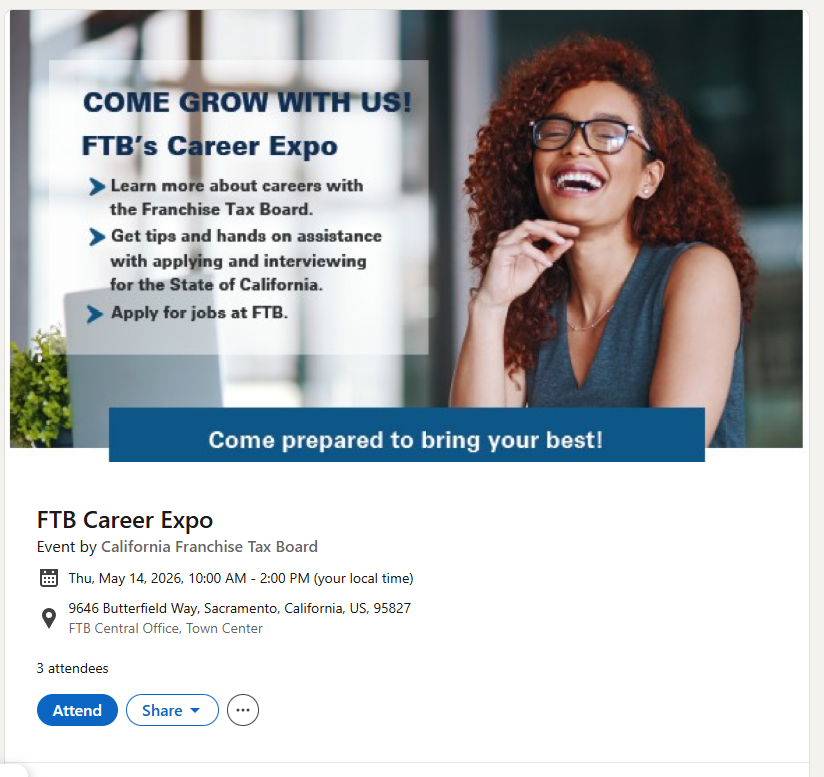 COME GROW WITH US!
FTB's Career Expo
Learn more about careers with
the Franchise Tax Board.
Get tips and hands on assistance
with applying and interviewing
for the State of California.
Apply for jobs at FTB.
Come prepared to bring your best!
FTB Career Expo
Event by California Franchise Tax Board
Thu, May 14, 2026, 10:00 AM - 2:00 PM (your local time)
9646 Butterfield Way, Sacramento, California, US, 95827
FTB Central Office, Town Center
3 attendees
Attend
Share